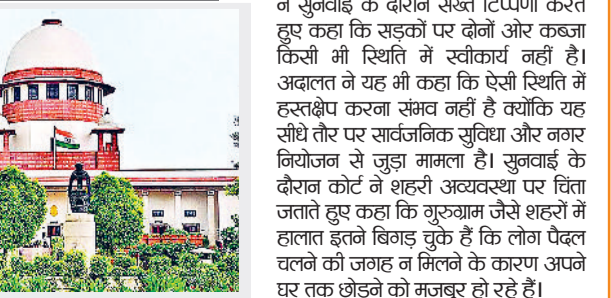 ने सुनवाई के दौरान सख्त टिप्पणी करते
हुए कहा कि सड़कों पर दोनों ओर कब्जा
किसी भी स्थिति में स्वीकार्य नहीं है।
अदालत ने यह भी कहा कि ऐसी स्थिति में
हस्तक्षेप करना संभव नहीं है क्योंकि यह
सीधे तौर पर सार्वजनिक सुविधा और नगर
नियोजन से जुड़ा मामला है। सुनवाई के
दौरान कोर्ट ने शहरी अव्यवस्था पर चिंता
जताते हुए कहा कि गुरुग्राम जैसे शहरों में
हालात इतने बिगड़ चुके हैं कि लोग पैदल
चलने की जगह न मिलने के कारण अपने
घर तक छोड़ने को मजबूर हो रहे हैं।